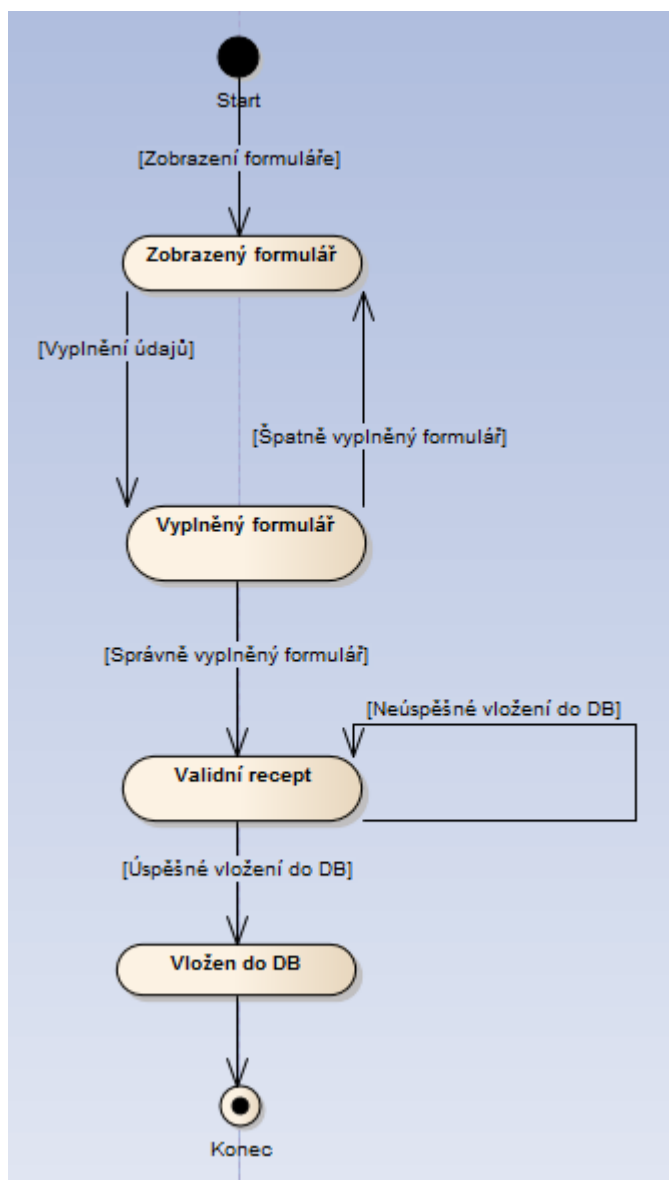 Start
[Zobrazení formuláře]
Zobrazený formulář
[Vyplnění údajů]
[Špatně vyplněný formulář]
Vyplněný formulář
[Správně vyplněný formulář]
[Neúspěšné vložení do DB]
Validní recept
[Úspěšné vložení do DB]
Vložen do DB
Konec